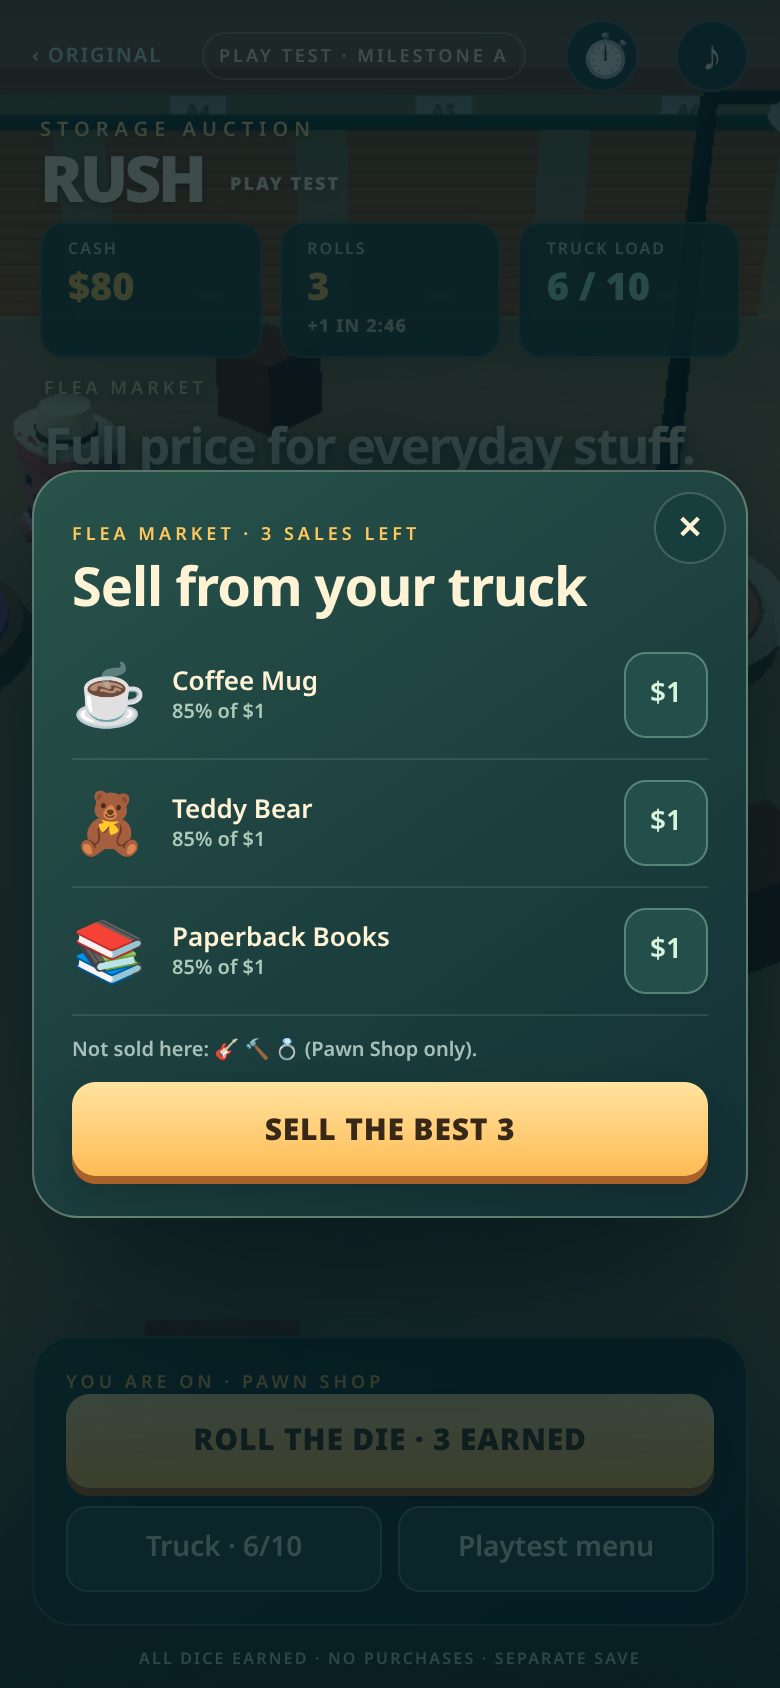 ‹ ORIGINAL
PLAY TEST · MILESTONE A
A4
A5
STORAGE AUCTION
RUSH PLAY TEST
CASH
$80
ROLLS
3
+1 IN 2:46
TRUCK LOAD
6 / 10
FLEA MARKET
Full price for everyday stuff.
FLEA MARKET · 3 SALES LEFT
Sell from your truck
Coffee Mug
85% of $1
$1
Teddy Bear
85% of $1
$1
Paperback Books
85% of $1
$1
Not sold here: 🎸 🔨 💍 (Pawn Shop only).
SELL THE BEST 3
YOU ARE ON · PAWN SHOP
ROLL THE DIE · 3 EARNED
Truck · 6/10
Playtest menu
ALL DICE EARNED · NO PURCHASES · SEPARATE SAVE